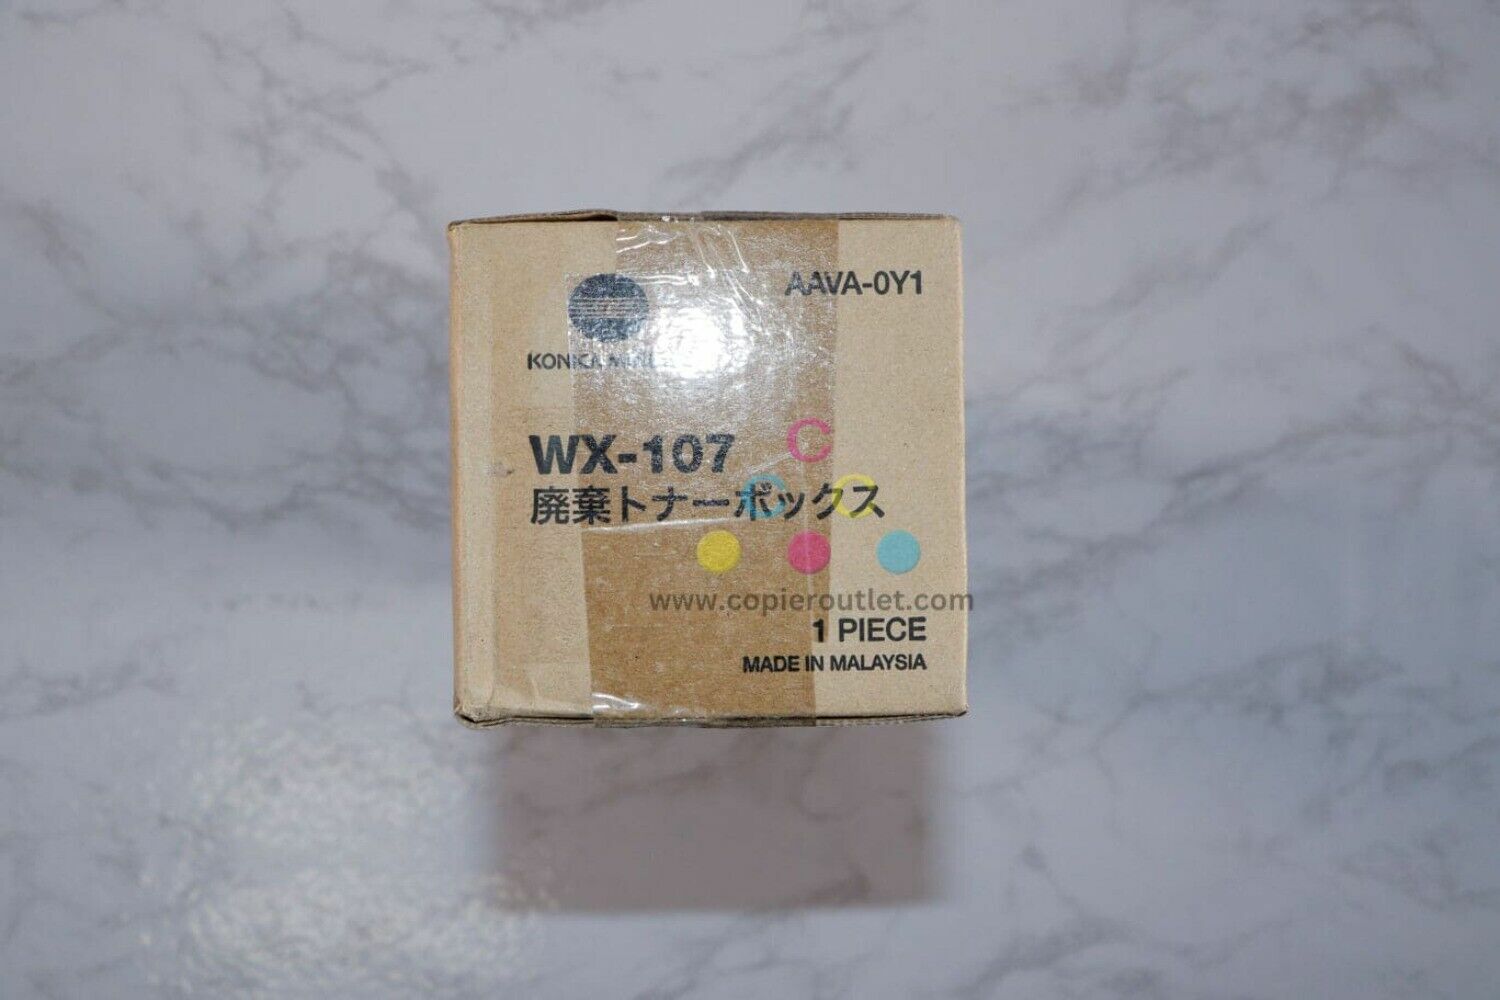 AAVA-0Y1
KONICA
WX-107
廃棄トナーボックス
C
C C
www.copieroutlet.com
1 PIECE
MADE IN MALAYSIA